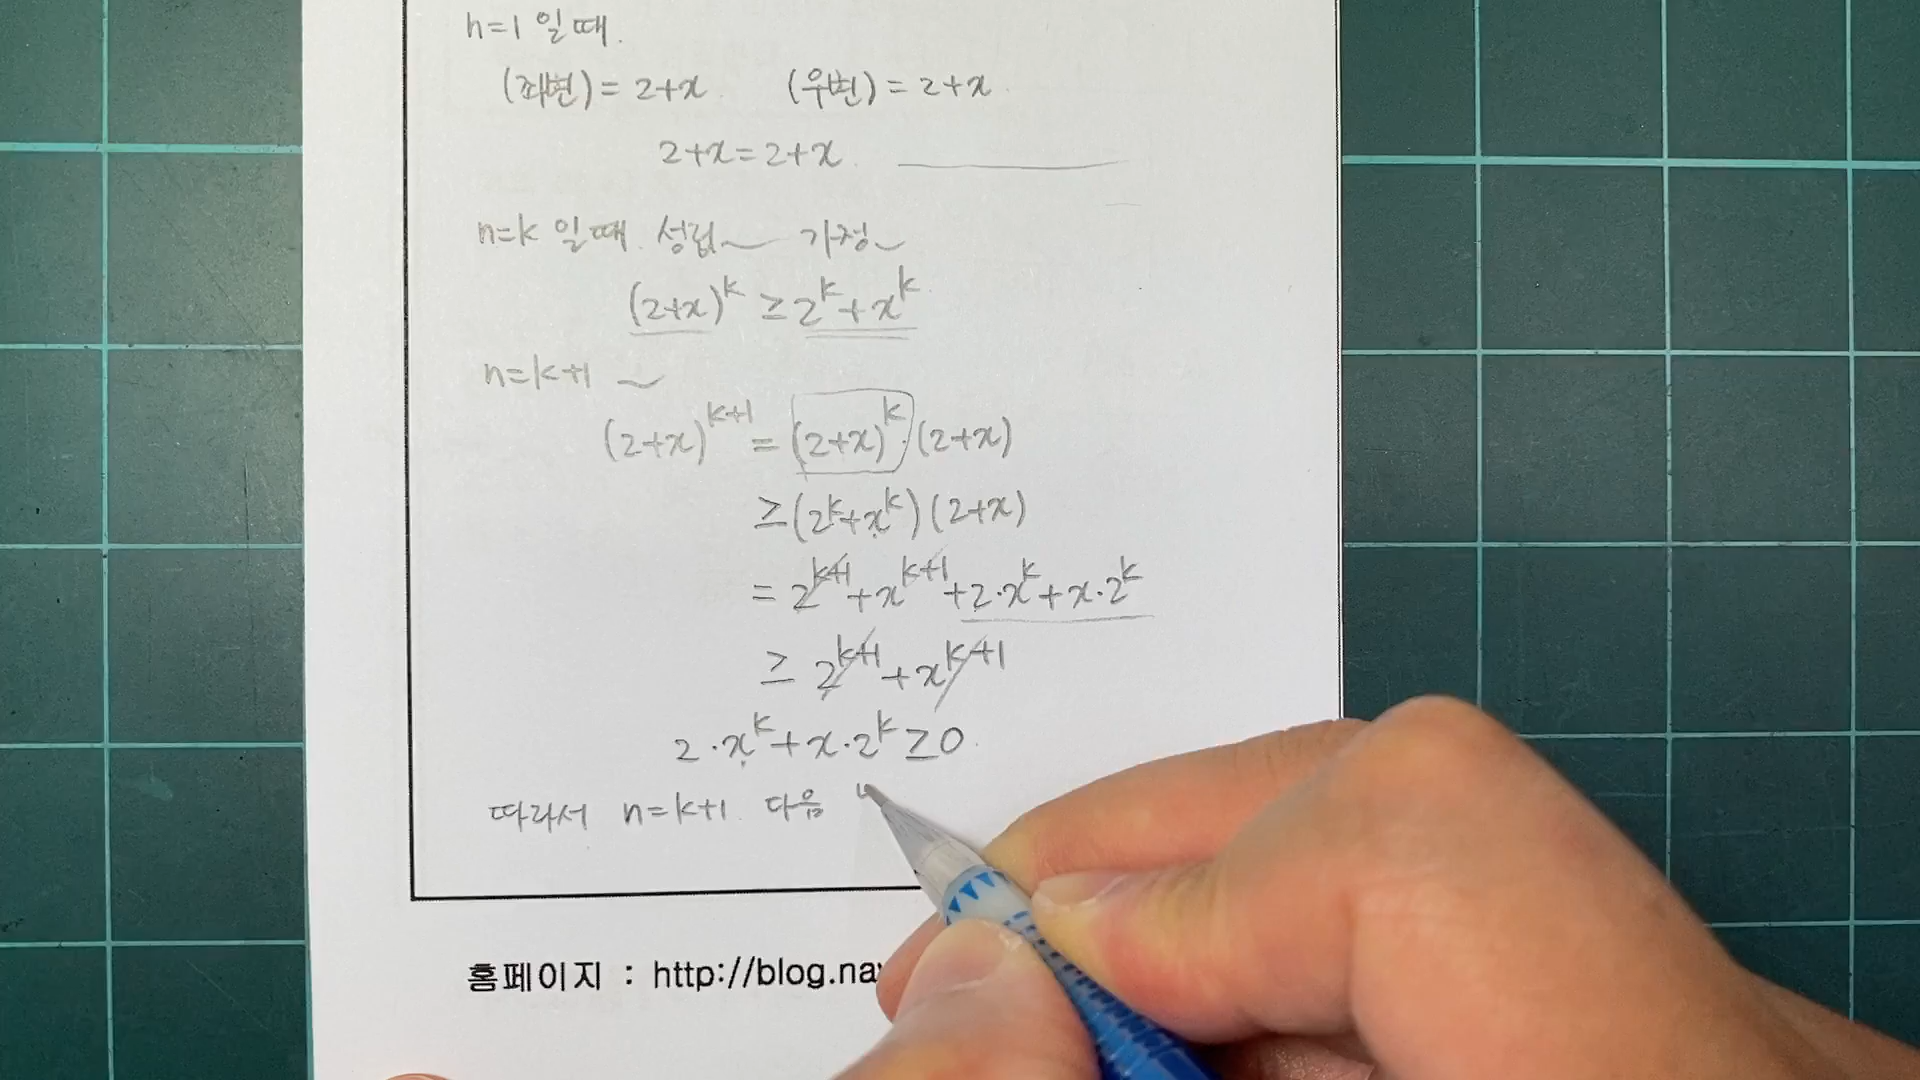 n=1 일때.
(좌변)=2+x (우변)=2+x.
2+x=2+x.
n=k 일때. 성립~ 가정~
(2+x)^k ≥ 2^k+x^k.
n=k+1 ~
(2+x)^{k+1} = (2+x)^k·(2+x)
≥(2^k+x^k)(2+x)
= 2^{k+1}+x^{k+1}+2·x^k+x·2^k
≥ 2^{k+1}+x^{k+1}
2·x^k+x·2^k≥0.
따라서 n=k+1. 다음
홈페이지 : http://blog.na